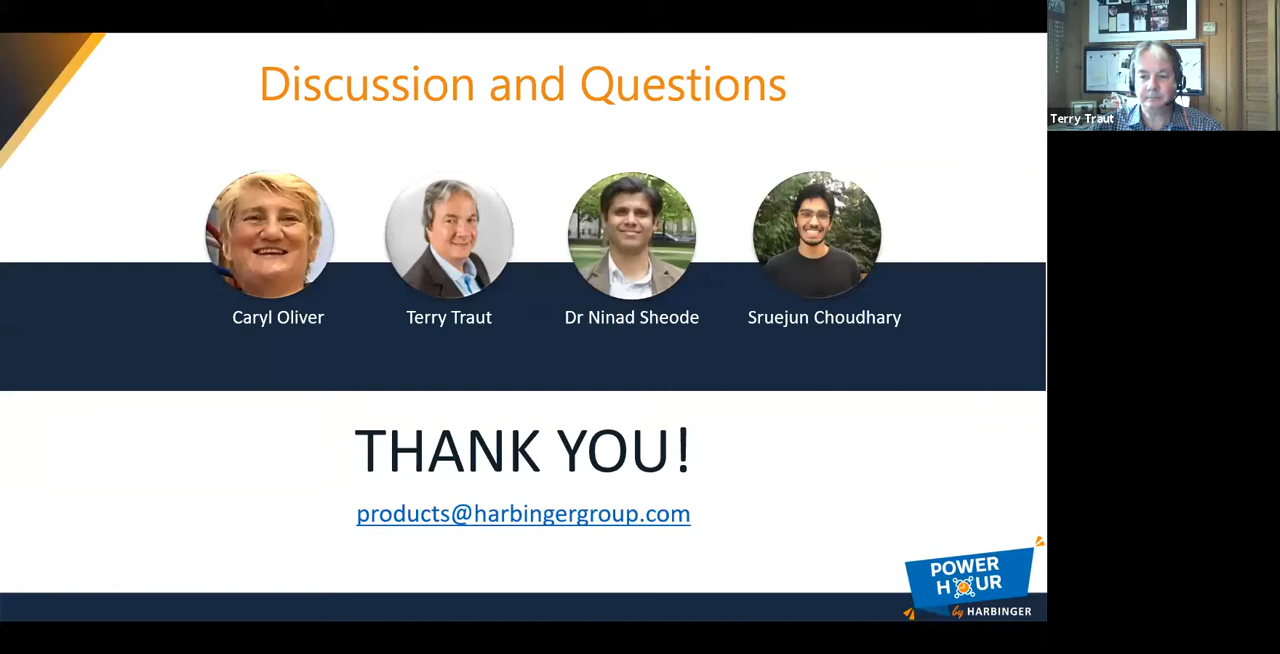 Discussion and Questions
Terry Traut
Caryl Oliver
Terry Traut
Dr Ninad Sheode
Sruejun Choudhary
THANK YOU!
products@harbingergroup.com
POWER
HOUR
by HARBINGER